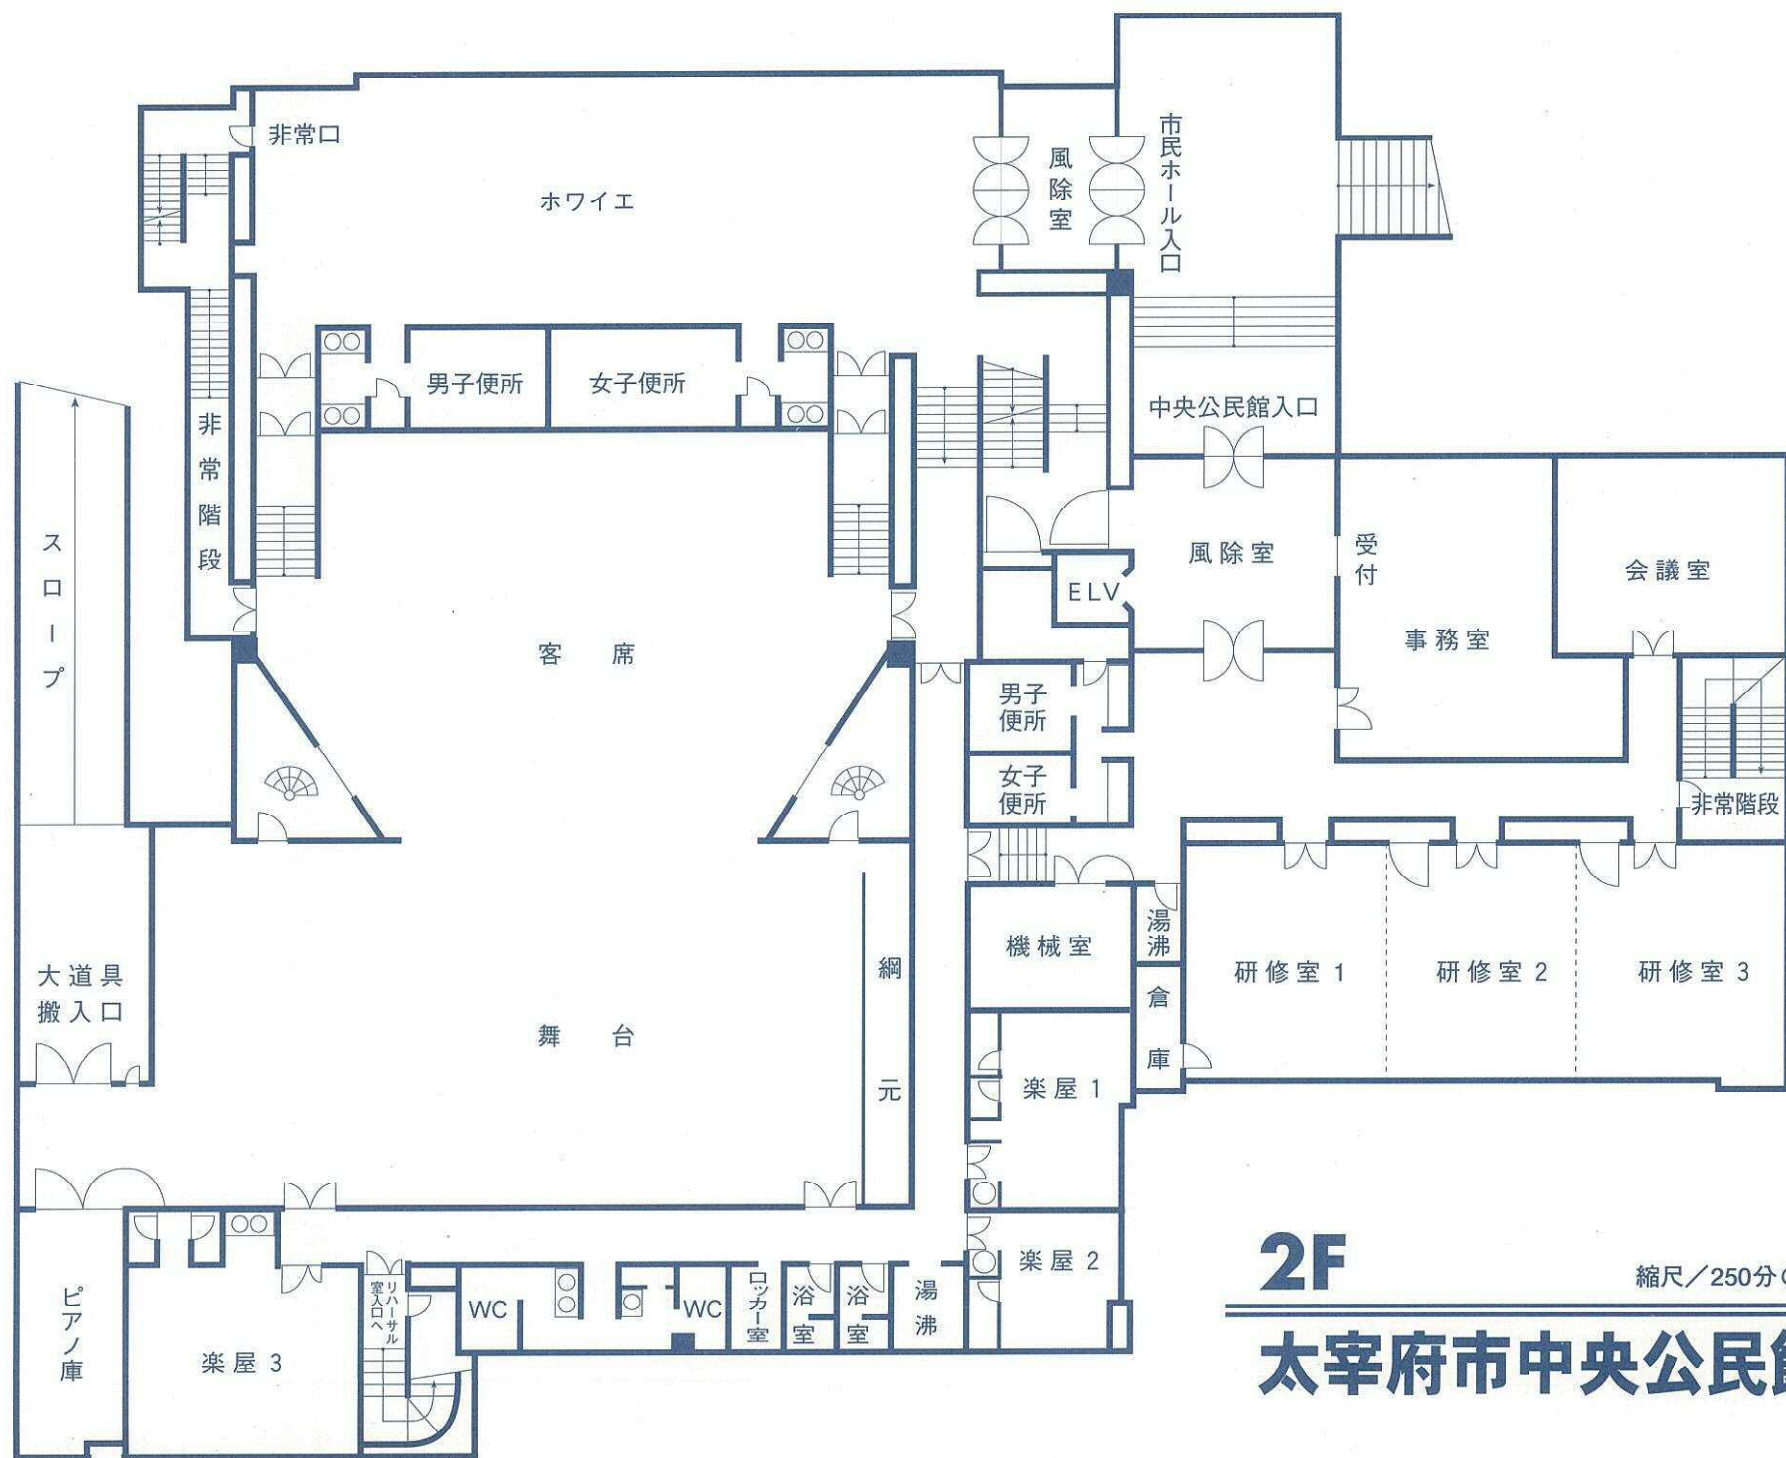 非常口
ホワイエ
風除室
市民ホール入口
男子便所
女子便所
中央公民館入口
非常階段
スロープ
客席
ELV
風除室
受付
事務室
会議室
男子
便所
女子
便所
非常階段
大道具
搬入口
舞台
綱元
機械室
湯沸
倉庫
研修室 1
研修室 2
研修室 3
楽屋 1
楽屋 2
ピアノ庫
楽屋 3
リハーサル
室入口へ
WC
WC
ロッカー室
浴室
浴室
湯沸
2F
縮尺/250分
太宰府市中央公民館